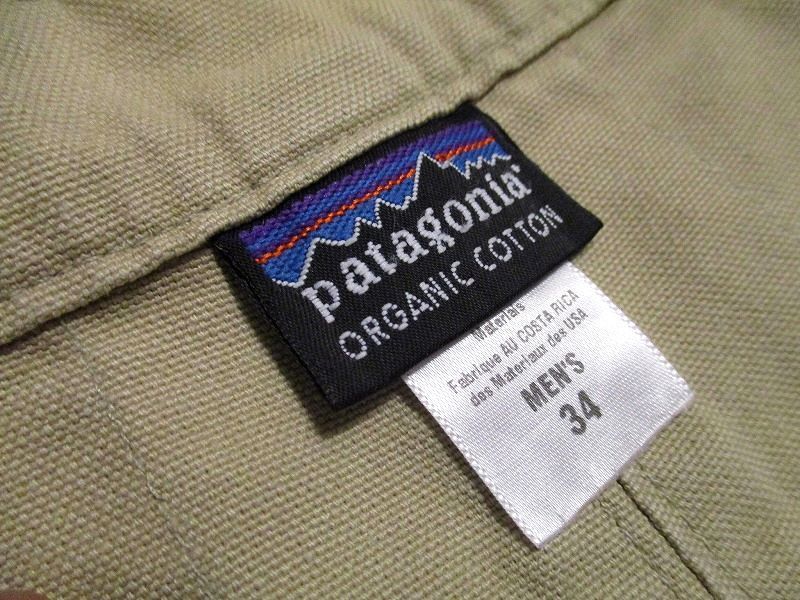 patagonia®
ORGANIC COTTON
Materials
Fabrique AU COSTA RICA
des Materiaux des USA
MEN'S
34